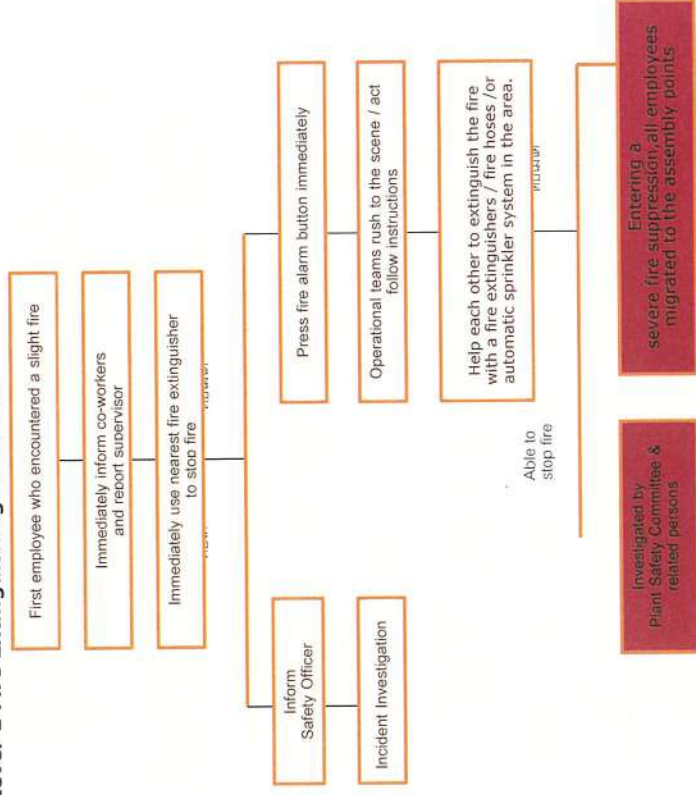 First employee who encountered a slight fire
Immediately inform co-workers
and report supervisor
Immediately use nearest fire extinguisher
to stop fire
Inform
Safety Officer
Incident Investigation
Press fire alarm button immediately
Operational teams rush to the scene / act
follow instructions
Help each other to extinguish the fire
with a fire extinguishers / fire hoses /or
automatic sprinkler system in the area.
Able to
stop fire
Investigated by
Plant Safety Committee &
related persons
Entering a
severe fire suppression,all employees
migrated to the assembly points